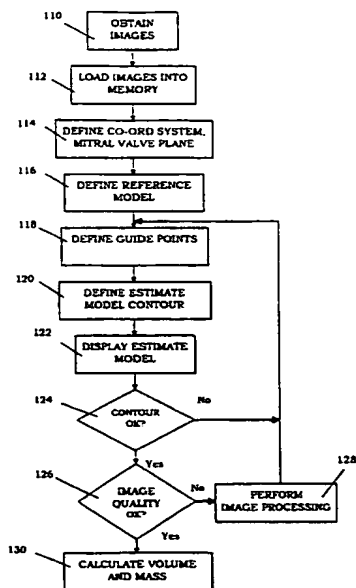 110
OBTAIN
IMAGES
112
LOAD IMAGES INTO
MEMORY
114
DEFINE CO-ORD SYSTEM,
MITRAL VALVE PLANE
116
DEFINE REFERENCE
MODEL
118
DEFINE GUIDE POINTS
120
DEFINE ESTIMATE
MODEL CONTOUR
122
DISPLAY ESTIMATE
MODEL
124
CONTOUR
OK?
No
Yes
126
IMAGE
QUALITY
OK?
No
128
PERFORM
IMAGE PROCESSING
Yes
130
CALCULATE VOLUME
AND MASS